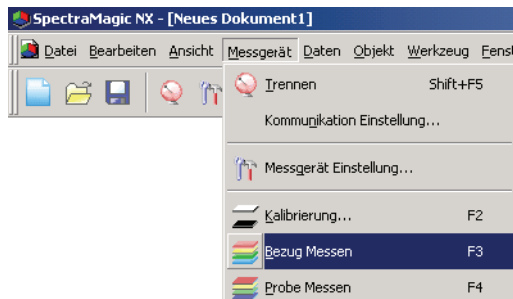 SpectraMagic NX - [Neues Dokument1]
Datei Bearbeiten Ansicht Messgerät Daten Objekt Werkzeug Fenst
Trennen Shift+F5
Kommunikation Einstellung...
Messgerät Einstellung...
Kalibrierung... F2
Bezug Messen F3
Probe Messen F4